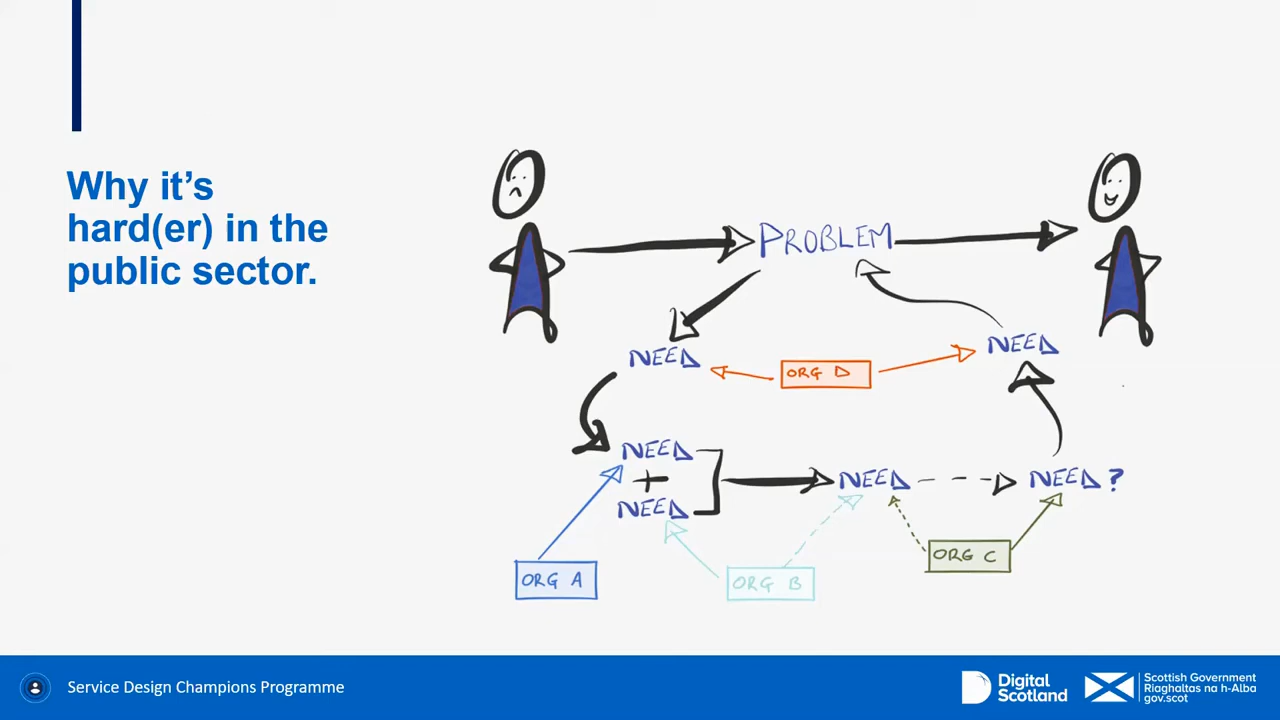 Why it's
hard(er) in the
public sector.
PROBLEM
NEED
ORG D
NEED
NEED
+
NEED
NEED
NEED?
ORG A
ORG B
ORG C
Service Design Champions Programme
Digital
Scotland
Scottish Government
Riaghaltas na h-Alba
gov.scot